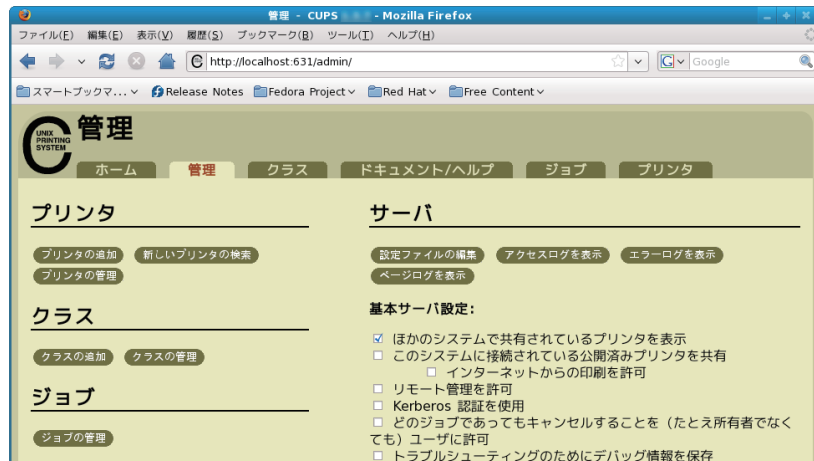 管理 - CUPS - Mozilla Firefox
ファイル(F) 編集(E) 表示(V) 履歴(S) ブックマーク(B) ツール(T) ヘルプ(H)
http://localhost:631/admin/
Google
スマートブックマ... Release Notes Fedora Project Red Hat Free Content
UNIX PRINTING SYSTEM
管理
ホーム 管理 クラス ドキュメント/ヘルプ ジョブ プリンタ
プリンタ
プリンタの追加 新しいプリンタの検索
プリンタの管理
クラス
クラスの追加 クラスの管理
ジョブ
ジョブの管理
サーバ
設定ファイルの編集 アクセスログを表示 エラーログを表示
ページログを表示
基本サーバ設定:
ほかのシステムで共有されているプリンタを表示
このシステムに接続されている公開済みプリンタを共有
インターネットからの印刷を許可
リモート管理を許可
Kerberos 認証を使用
どのジョブであってもキャンセルすることを（たとえ所有者でなく
ても）ユーザに許可
トラブルシューティングのためにデバッグ情報を保存